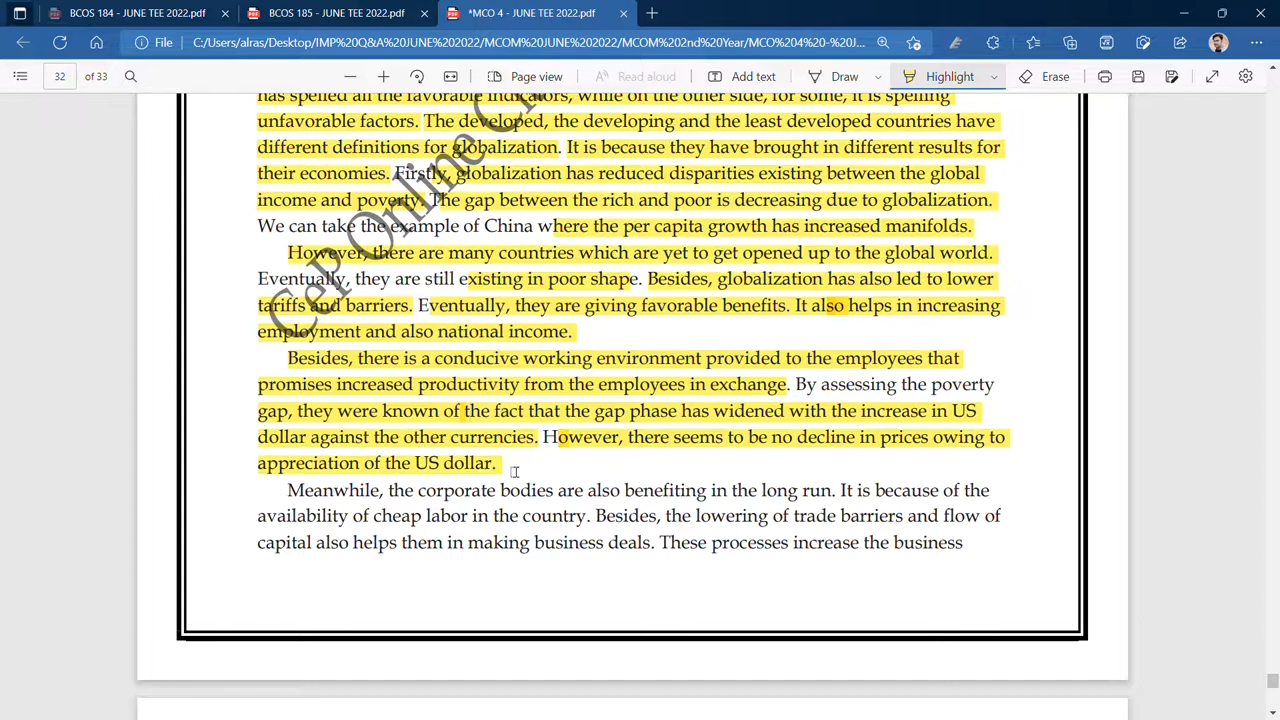 BCOS 184 - JUNE TEE 2022.pdf
BCOS 185 - JUNE TEE 2022.pdf
*MCO 4 - JUNE TEE 2022.pdf
File
C:/Users/alras/Desktop/IMP%20Q&A%20JUNE%202022/MCOM%20JUNE%202022/MCOM%202nd%20Year/MCO%204%20-%20J...
32 of 33
Page view
Read aloud
Add text
Draw
Highlight
Erase
has spelled all the favorable indicators, while on the other side, for some, it is spelling
unfavorable factors. The developed, the developing and the least developed countries have
different definitions for globalization. It is because they have brought in different results for
their economies. Firstly, globalization has reduced disparities existing between the global
income and poverty. The gap between the rich and poor is decreasing due to globalization.
We can take the example of China where the per capita growth has increased manifolds.
However, there are many countries which are yet to get opened up to the global world.
Eventually, they are still existing in poor shape. Besides, globalization has also led to lower
tariffs and barriers. Eventually, they are giving favorable benefits. It also helps in increasing
employment and also national income.
Besides, there is a conducive working environment provided to the employees that
promises increased productivity from the employees in exchange. By assessing the poverty
gap, they were known of the fact that the gap phase has widened with the increase in US
dollar against the other currencies. However, there seems to be no decline in prices owing to
appreciation of the US dollar.
Meanwhile, the corporate bodies are also benefiting in the long run. It is because of the
availability of cheap labor in the country. Besides, the lowering of trade barriers and flow of
capital also helps them in making business deals. These processes increase the business
CeP Online